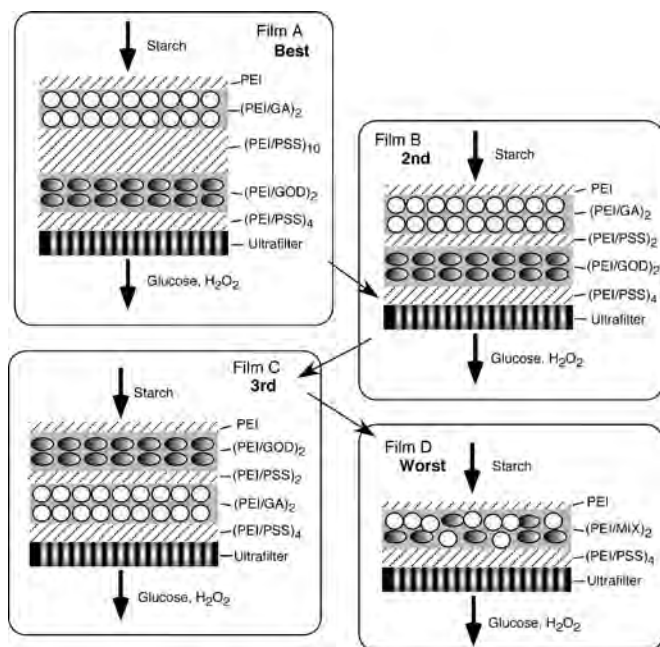 Film A
Best
Starch
PEI
(PEI/GA)2
(PEI/PSS)10
(PEI/GOD)2
(PEI/PSS)4
Ultrafilter
Glucose, H2O2
Film B
2nd
Starch
PEI
(PEI/GA)2
(PEI/PSS)2
(PEI/GOD)2
(PEI/PSS)4
Ultrafilter
Glucose, H2O2
Film C
3rd
Starch
PEI
(PEI/GOD)2
(PEI/PSS)2
(PEI/GA)2
(PEI/PSS)4
Ultrafilter
Glucose, H2O2
Film D
Worst
Starch
PEI
(PEI/MIX)2
(PEI/PSS)4
Ultrafilter
Glucose, H2O2